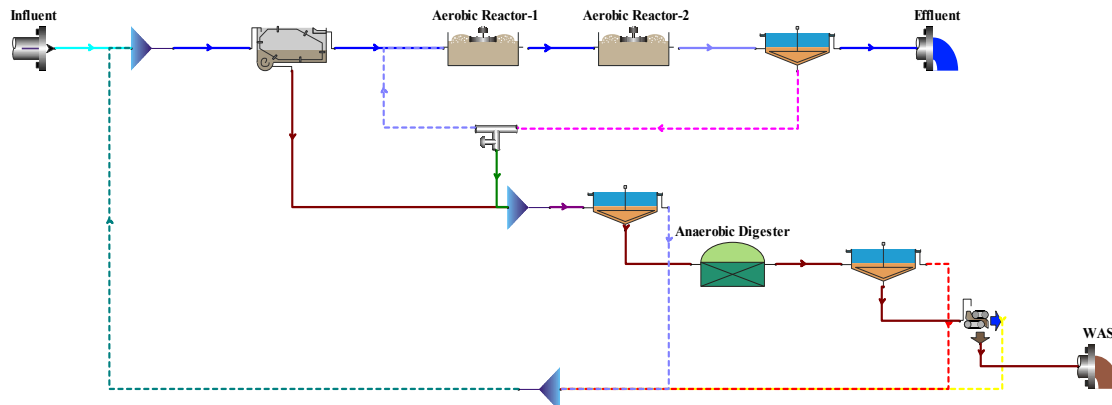 Influent
Aerobic Reactor-1
Aerobic Reactor-2
Effluent
Anaerobic Digester
WAS